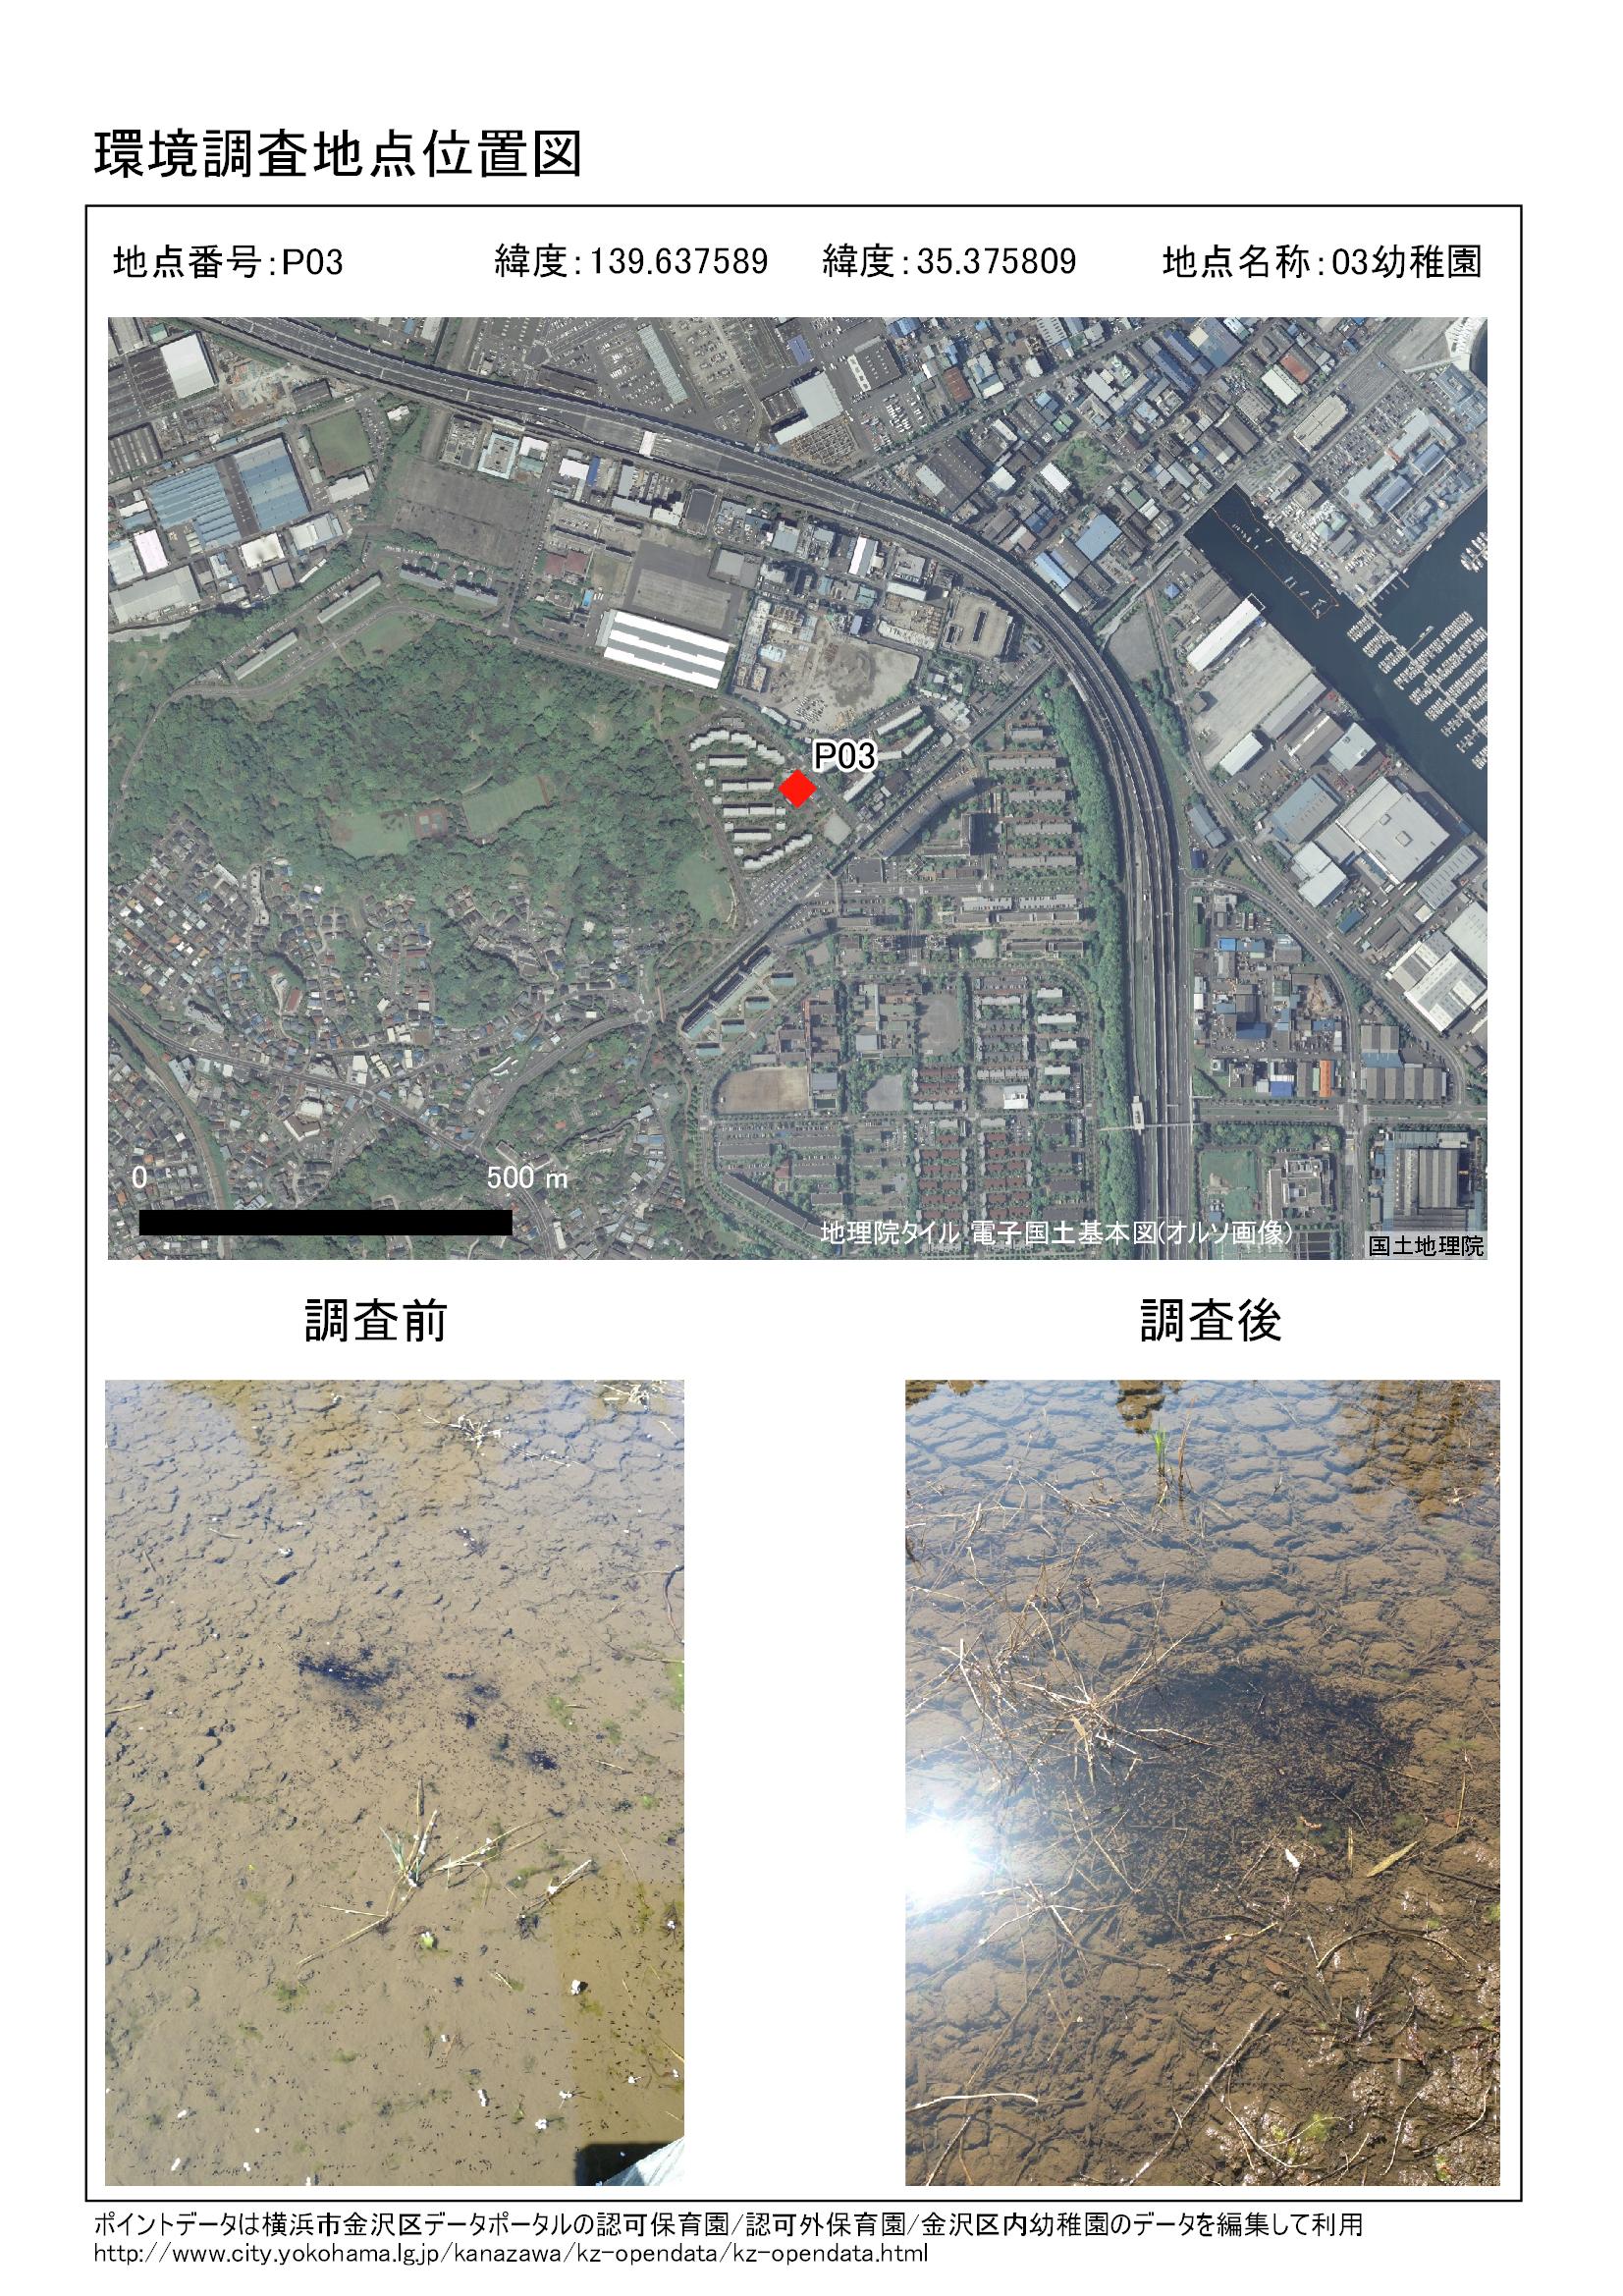 環境調査地点位置図
地点番号：P03 緯度：139.637589 緯度：35.375809 地点名称：03幼稚園
P03
0 500 m
地理院タイル 電子国土基本図(オルソ画像)
国土地理院
調査前 調査後
ポイントデータは横浜市金沢区データポータルの認可保育園/認可外保育園/金沢区内幼稚園のデータを編集して利用
http://www.city.yokohama.lg.jp/kanazawa/kz-opendata/kz-opendata.html